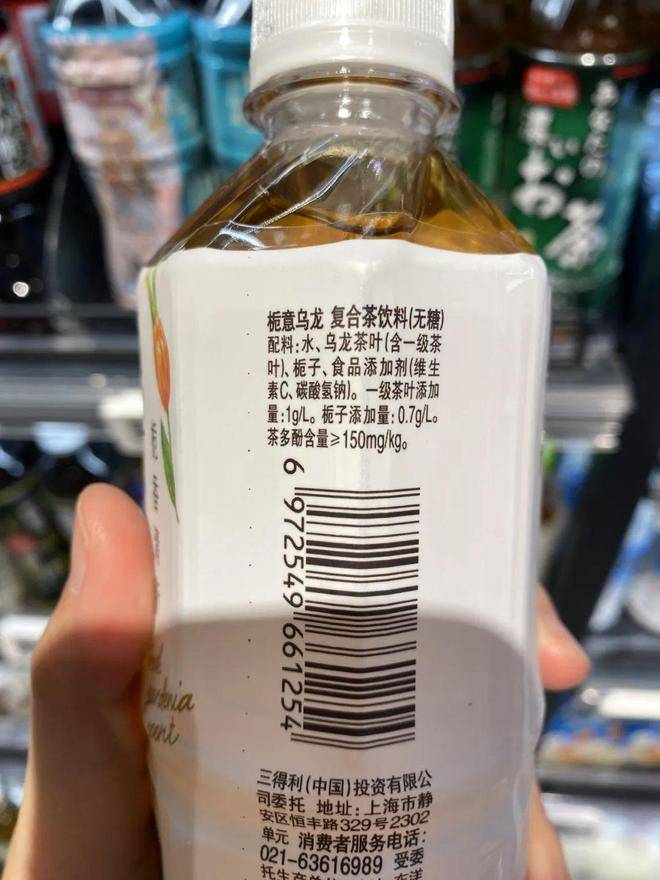 栀意乌龙 复合茶饮料(无糖)
配料:水、乌龙茶叶(含一级茶
叶)、栀子、食品添加剂(维生
素C、碳酸氢钠)。一级茶叶添加
量:1g/L。栀子添加量:0.7g/L。
茶多酚含量≥150mg/kg。
6 972549 661254
gardenia
三得利(中国)投资有限公
司委托 地址:上海市静
安区恒丰路329号2302
单元 消费者服务电话:
021-63616989 受委
濃い
お茶